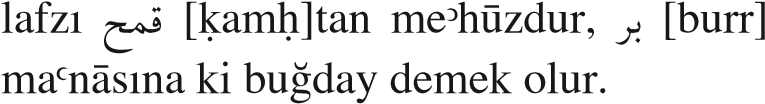 lafzı قمح [ḳamḥ]tan meʾhūzdur, بر [burr]
maʿnāsına ki buğday demek olur.